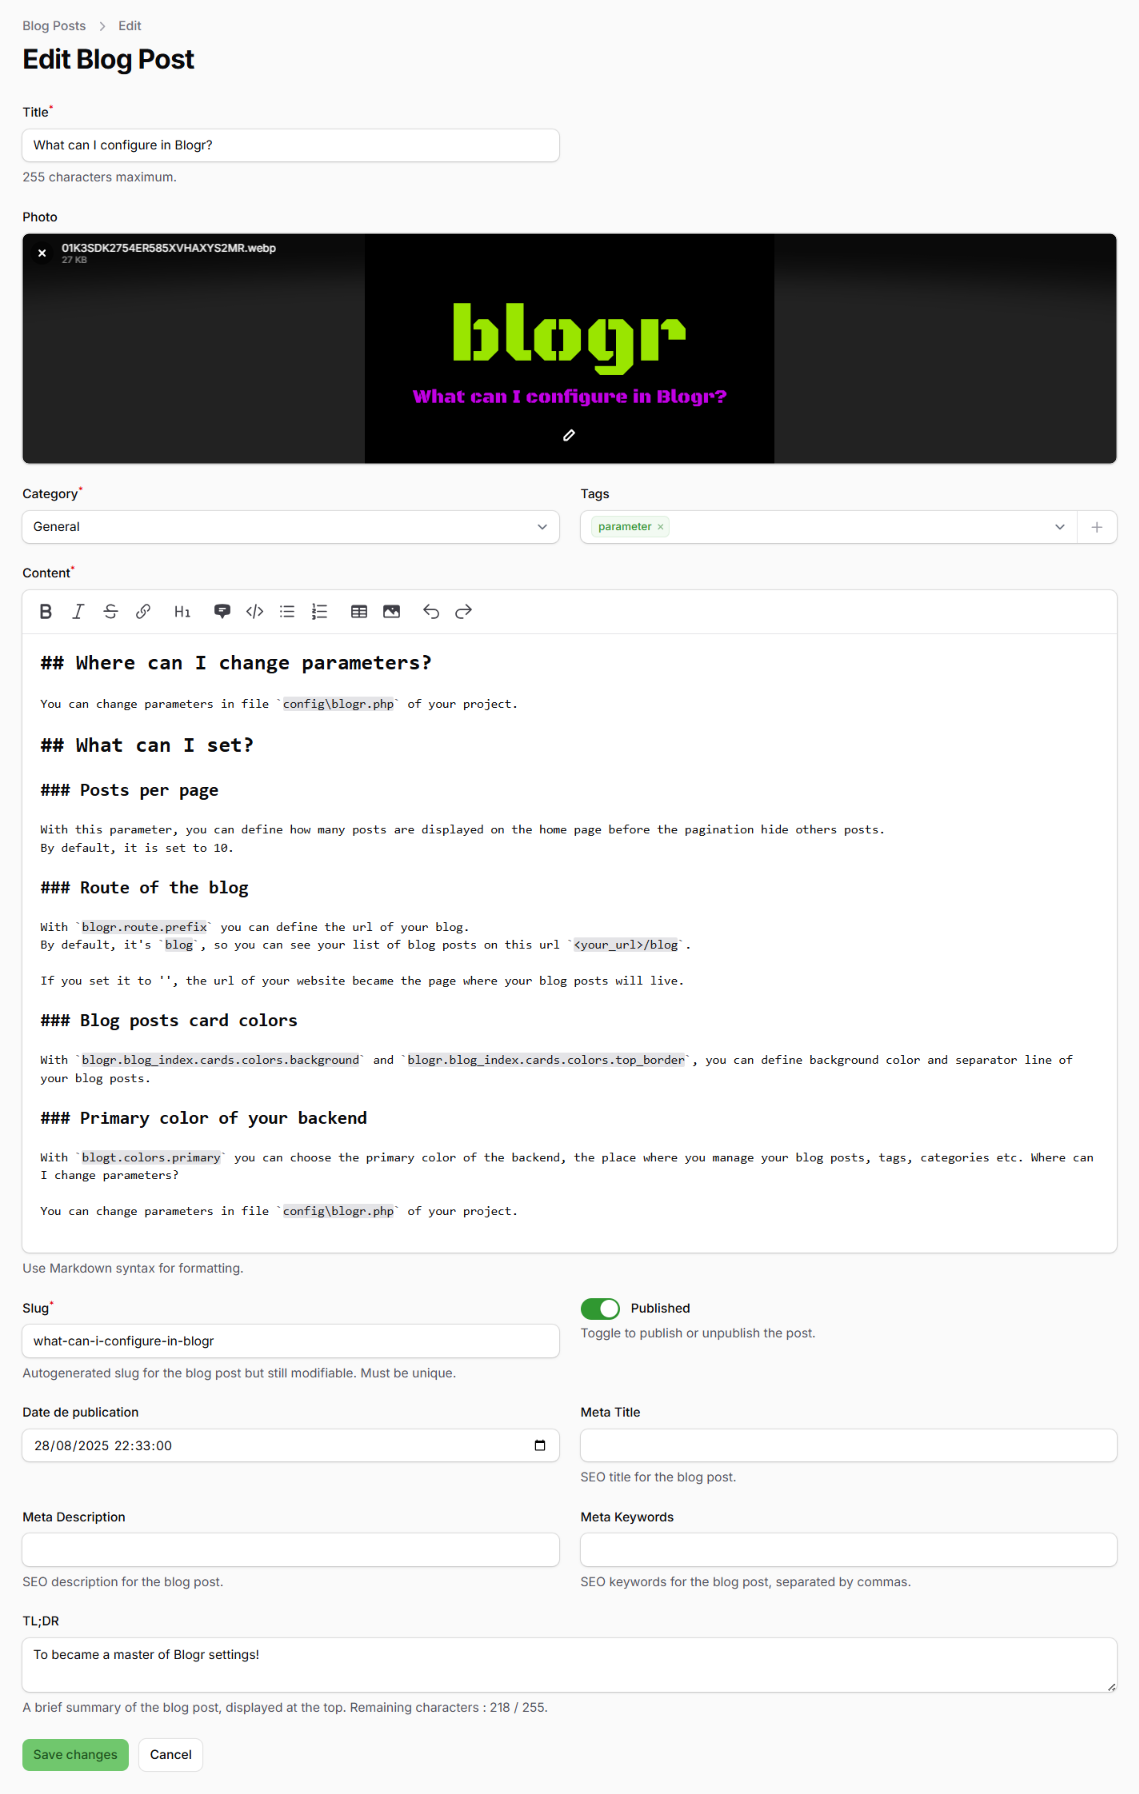 Blog Posts > Edit
Edit Blog Post
Title*
What can I configure in Blogr?
255 characters maximum.
Photo
01K3SDK2754ER585XVHAXYS2MR.webp
27 KB
blogr
What can I configure in Blogr?
Category*
General
Tags
parameter ×
Content*
H1
## Where can I change parameters?
You can change parameters in file `config\blogr.php` of your project.
## What can I set?
### Posts per page
With this parameter, you can define how many posts are displayed on the home page before the pagination hide others posts.
By default, it is set to 10.
### Route of the blog
With `blogr.route.prefix` you can define the url of your blog.
By default, it's `blog`, so you can see your list of blog posts on this url `<your_url>/blog`.
If you set it to '', the url of your website became the page where your blog posts will live.
### Blog posts card colors
With `blogr.blog_index.cards.colors.background` and `blogr.blog_index.cards.colors.top_border`, you can define background color and separator line of
your blog posts.
### Primary color of your backend
With `blogt.colors.primary` you can choose the primary color of the backend, the place where you manage your blog posts, tags, categories etc. Where can
I change parameters?
You can change parameters in file `config\blogr.php` of your project.
Use Markdown syntax for formatting.
Slug*
what-can-i-configure-in-blogr
Autogenerated slug for the blog post but still modifiable. Must be unique.
Published
Toggle to publish or unpublish the post.
Date de publication
28/08/2025 22:33:00
Meta Title
SEO title for the blog post.
Meta Description
SEO description for the blog post.
Meta Keywords
SEO keywords for the blog post, separated by commas.
TL;DR
To became a master of Blogr settings!
A brief summary of the blog post, displayed at the top. Remaining characters : 218 / 255.
Save changes
Cancel